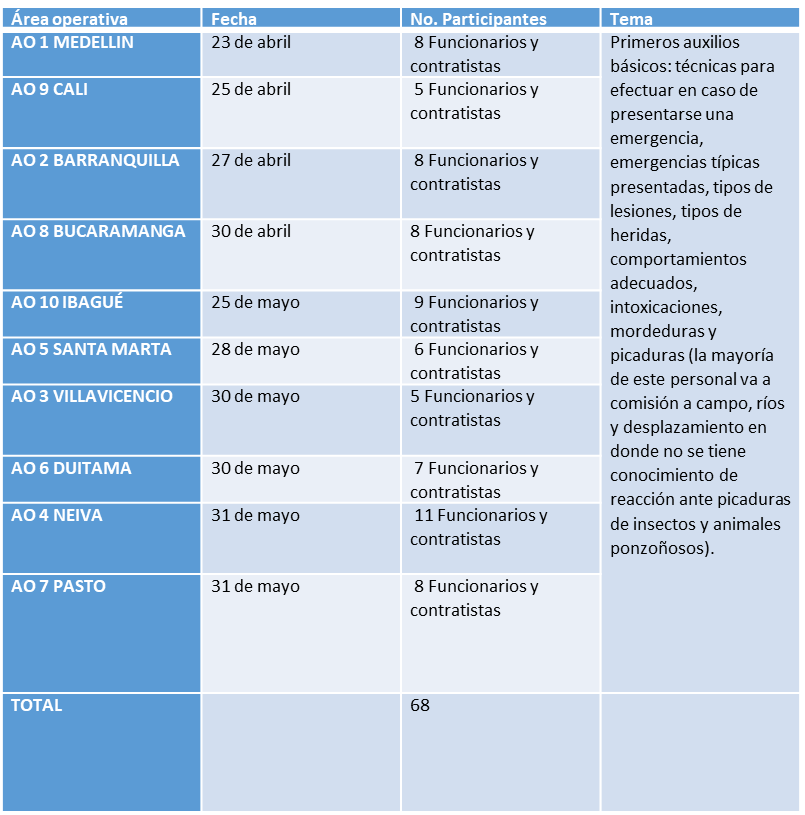 Área operativa Fecha No. Participantes Tema
AO 1 MEDELLIN 23 de abril 8 Funcionarios y
contratistas
AO 9 CALI 25 de abril 5 Funcionarios y
contratistas
AO 2 BARRANQUILLA 27 de abril 8 Funcionarios y
contratistas
AO 8 BUCARAMANGA 30 de abril 8 Funcionarios y
contratistas
AO 10 IBAGUÉ 25 de mayo 9 Funcionarios y
contratistas
AO 5 SANTA MARTA 28 de mayo 6 Funcionarios y
contratistas
AO 3 VILLAVICENCIO 30 de mayo 5 Funcionarios y
contratistas
AO 6 DUITAMA 30 de mayo 7 Funcionarios y
contratistas
AO 4 NEIVA 31 de mayo 11 Funcionarios y
contratistas
AO 7 PASTO 31 de mayo 8 Funcionarios y
contratistas
Primeros auxilios
básicos: técnicas para
efectuar en caso de
presentarse una
emergencia,
emergencias típicas
presentadas, tipos de
lesiones, tipos de
heridas,
comportamientos
adecuados,
intoxicaciones,
mordeduras y
picaduras (la mayoría
de este personal va a
comisión a campo, ríos
y desplazamiento en
donde no se tiene
conocimiento de
reacción ante picaduras
de insectos y animales
ponzoñosos).
TOTAL 68